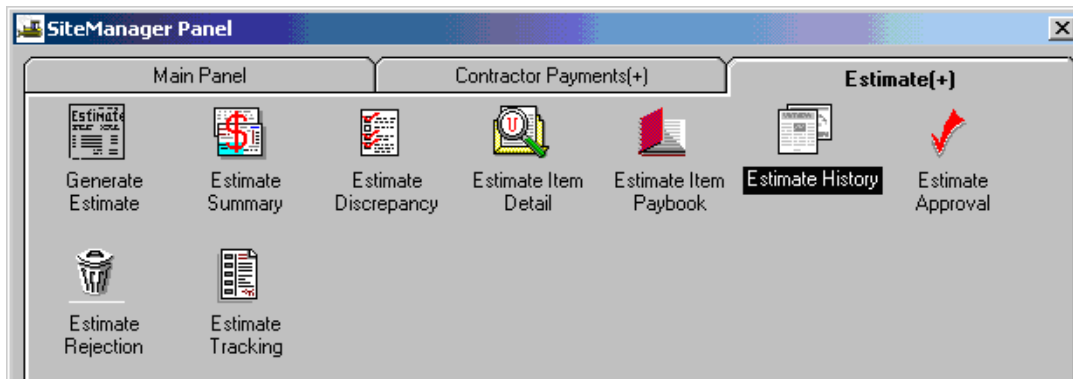 SiteManager Panel
Main Panel
Contractor Payments(+)
Estimate(+)
Estimate
U
Generate
Estimate
Estimate
Summary
Estimate
Discrepancy
Estimate Item
Detail
Estimate Item
Paybook
Estimate History
Estimate
Approval
Estimate
Rejection
Estimate
Tracking